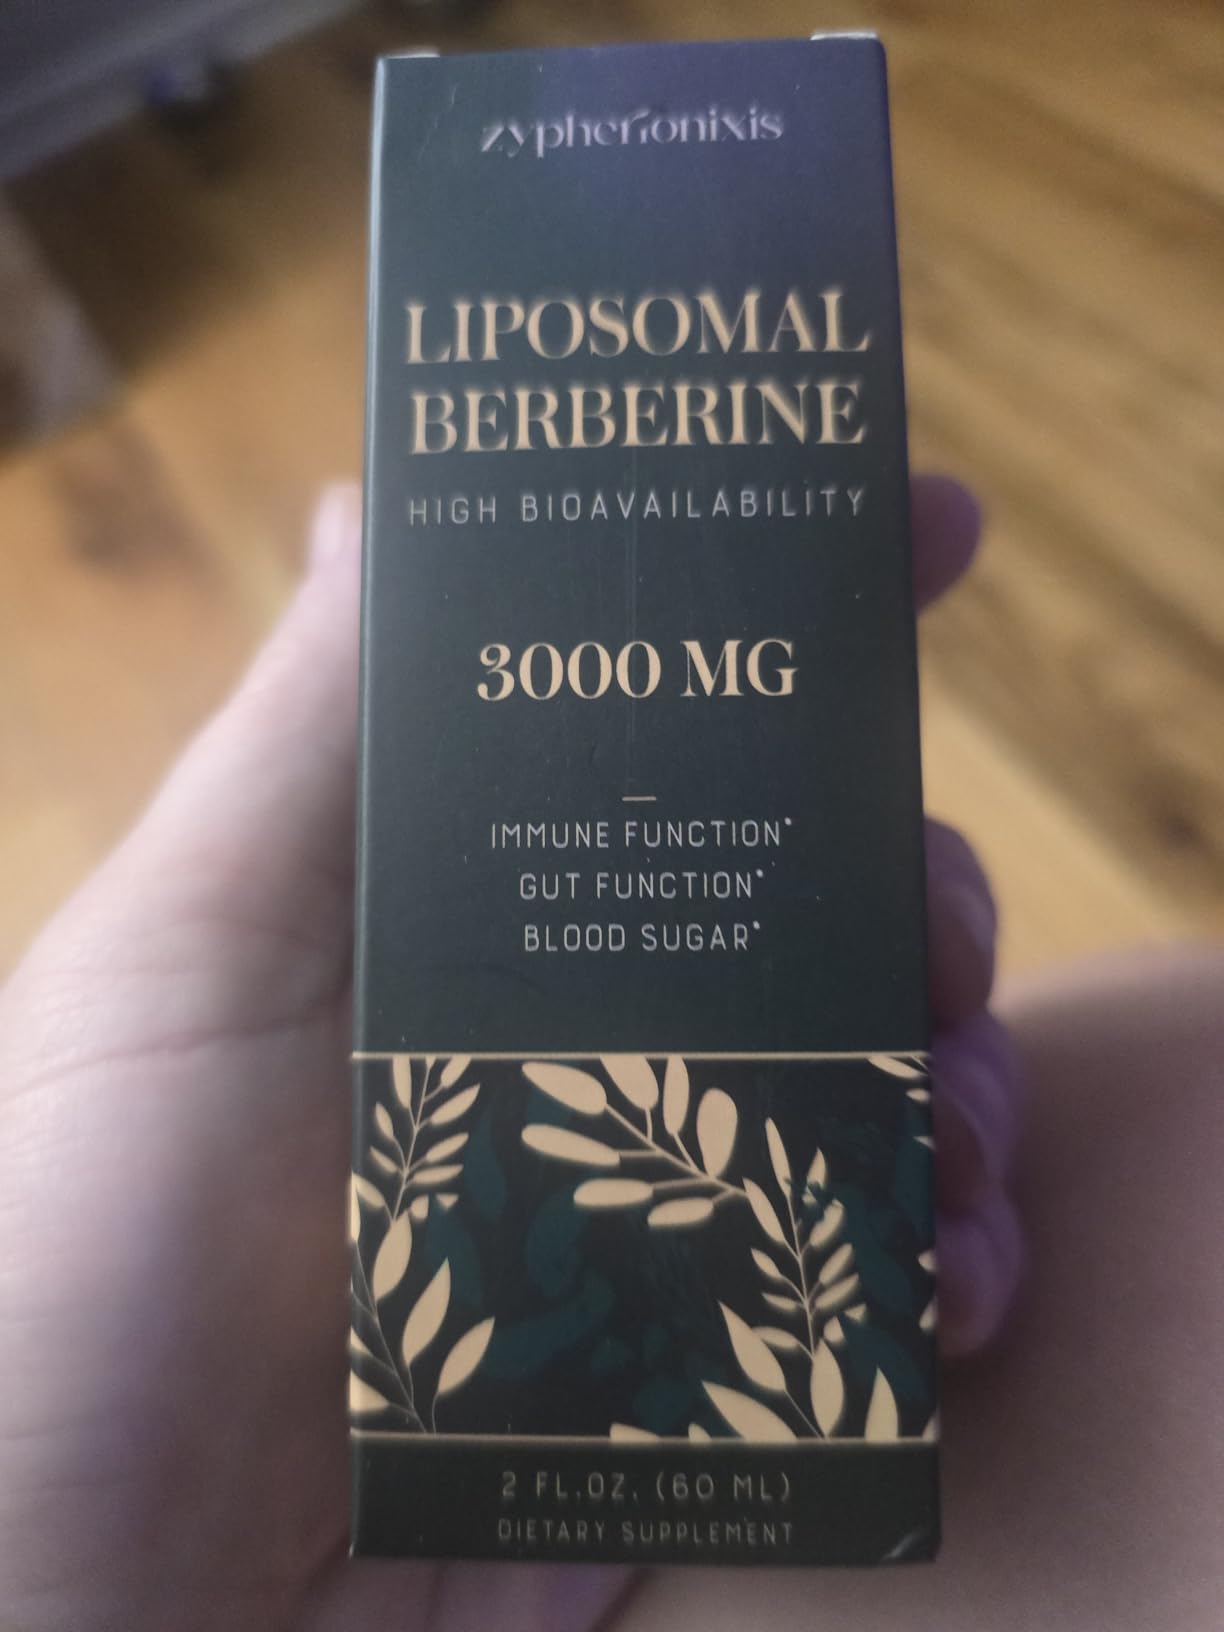 zypherionixis
LIPOSOMAL
BERBERINE
HIGH BIOAVAILABILITY
3000 MG
IMMUNE FUNCTION*
GUT FUNCTION*
BLOOD SUGAR*
2 FL.OZ. (60 ML)
DIETARY SUPPLEMENT